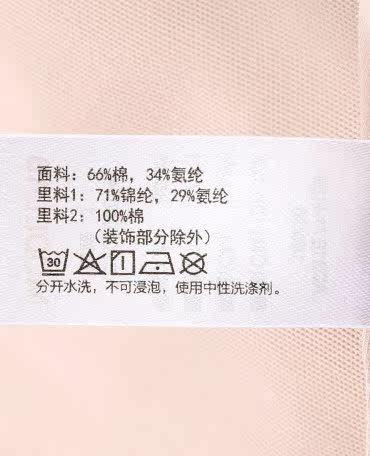 面料：66%棉，34%氨纶
里料1：71%锦纶，29%氨纶
里料2：100%棉
（装饰部分除外）
30
分开水洗，不可浸泡，使用中性洗涤剂。